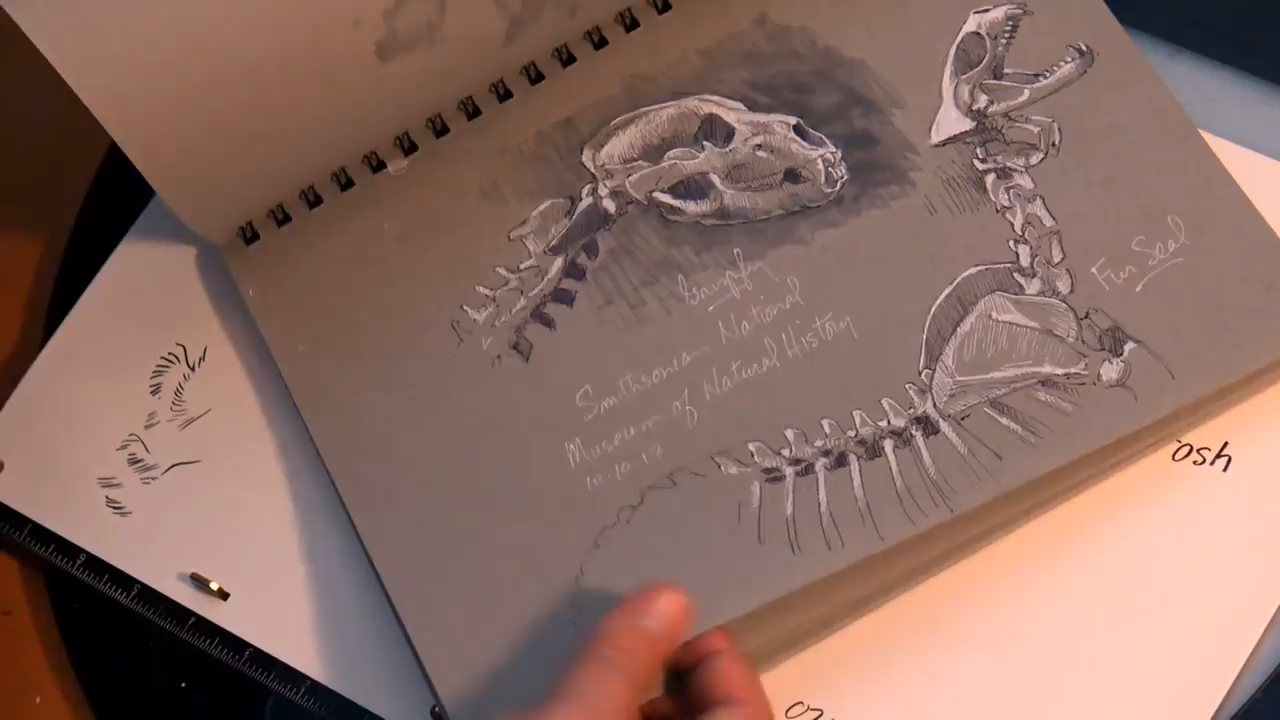 Smithsonian National
Museum of Natural History
10.10.17
Fur Seal
osh